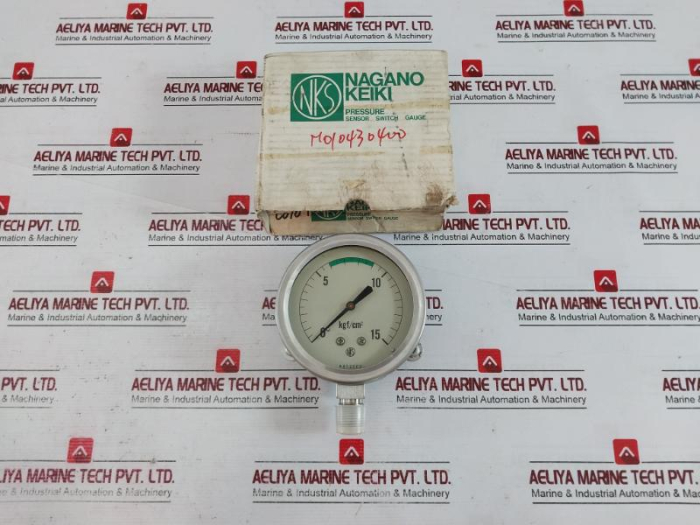 AELIYA MARINE TECH PVT. LTD.
Marine & Industrial Automation & Machinery
NKS
NAGANO
KEIKI
PRESSURE
SENSOR SWITCH GAUGE
M090430400
5
10
0
15
kgf/cm²